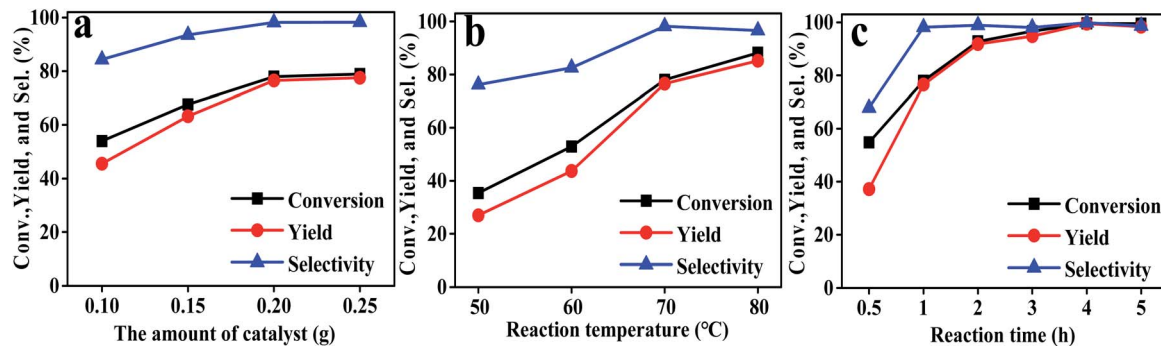 a
Conv.,Yield, and Sel. (%)
100
80
60
40
20
0
Conversion
Yield
Selectivity
0.10 0.15 0.20 0.25
The amount of catalyst (g)
b
Conv.,Yield, and Sel. (%)
100
80
60
40
20
0
Conversion
Yield
Selectivity
50 60 70 80
Reaction temperature (℃)
c
Conv.,Yield, and Sel. (%)
100
80
60
40
20
0
Conversion
Yield
Selectivity
0.5 1 2 3 4 5
Reaction time (h)